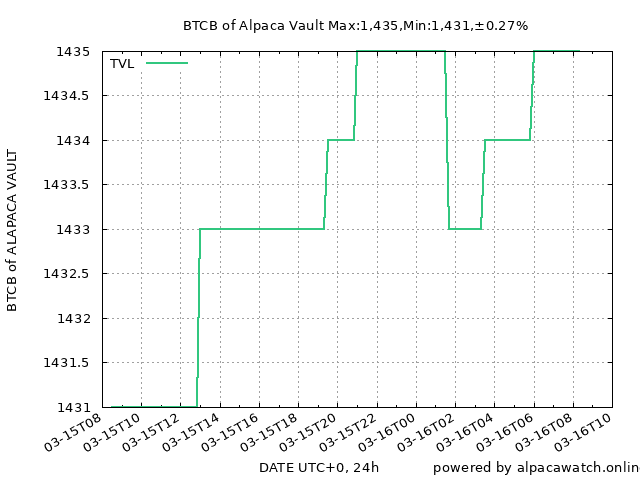 BTCB of Alpaca Vault Max:1,435,Min:1,431,±0.27%
TVL
BTCB of ALAPACA VAULT
1435
1434.5
1434
1433.5
1433
1432.5
1432
1431.5
1431
03-15T08
03-15T10
03-15T12
03-15T14
03-15T16
03-15T18
03-15T20
03-15T22
03-16T00
03-16T02
03-16T04
03-16T06
03-16T08
03-16T10
DATE UTC+0, 24h
powered by alpacawatch.online